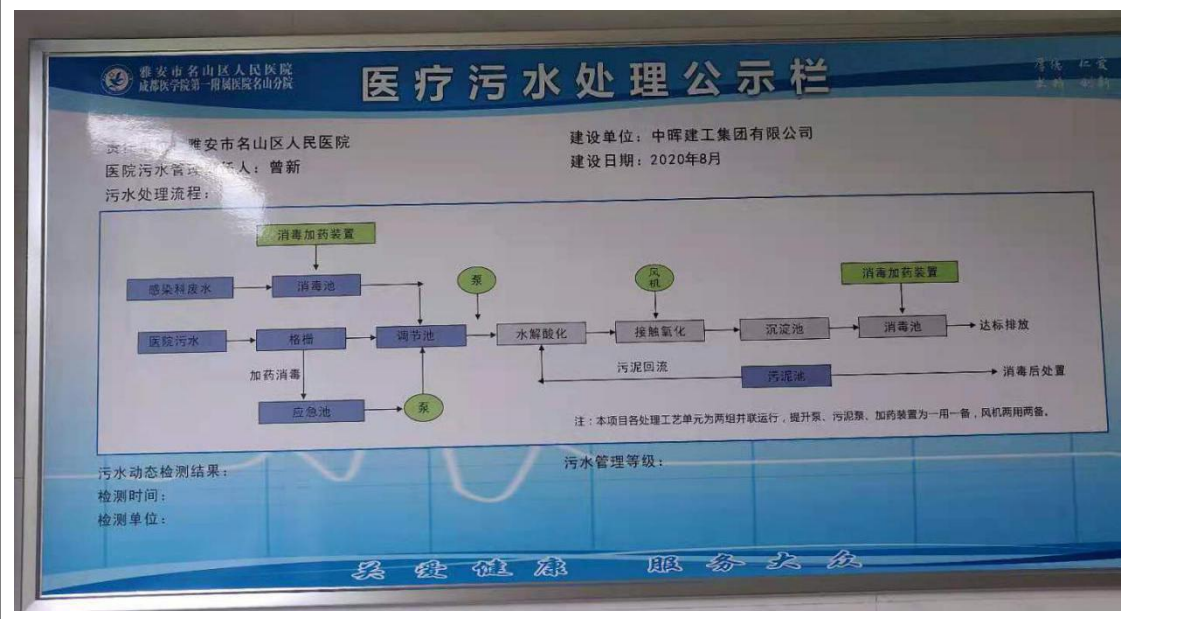 雅安市名山区人民医院
成都医学院第一附属医院名山分院
医疗污水处理公示栏
雅安市名山区人民医院
建设单位：中晖建工集团有限公司
医院污水管理 任人：曾新
建设日期：2020年8月
污水处理流程：
消毒加药装置
泵
风机
消毒加药装置
感染科废水
消毒池
医院污水
格栅
调节池
水解酸化
接触氧化
沉淀池
消毒池
达标排放
加药消毒
污泥回流
污泥池
消毒后处置
应急池
泵
注：本项目各处理工艺单元为两组并联运行，提升泵、污泥泵、加药装置为一用一备，风机两用两备。
污水动态检测结果：
污水管理等级：
检测时间：
检测单位：
关爱健康 服务大众